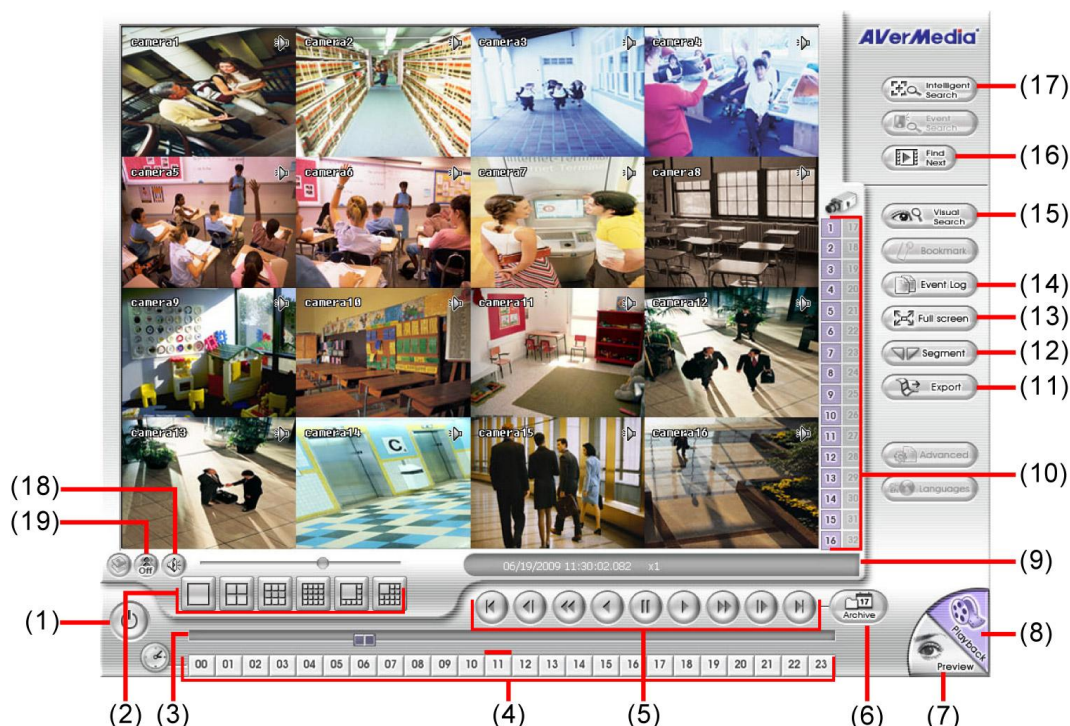 AVerMedia
camera1
camera2
camera3
camera4
camera5
camera6
camera7
camera8
camera9
camera10
camera11
camera12
camera13
camera14
C.
camera15
camera16
Intelligent
Search
(17)
Event
Search
Find
Next
(16)
Visual
Search
(15)
Bookmark
Event Log
(14)
Full screen
(13)
Segment
(12)
Export
(11)
Advanced
Languages
(10)
1 17
2 18
3 19
4 20
5 21
6 22
7 23
8 24
9 25
10 26
11 27
12 28
13 29
14 30
15 31
16 32
(18)
(19)
Off
06/19/2009 11:30:02.082 x1
(9)
(1)
Archive
17
Playback
(8)
Preview
00 01 02 03 04 05 06 07 08 09 10 11 12 13 14 15 16 17 18 19 20 21 22 23
(2) (3) (4) (5) (6) (7)